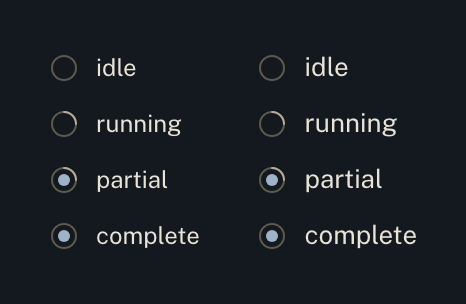 idle idle
running running
partial partial
complete complete